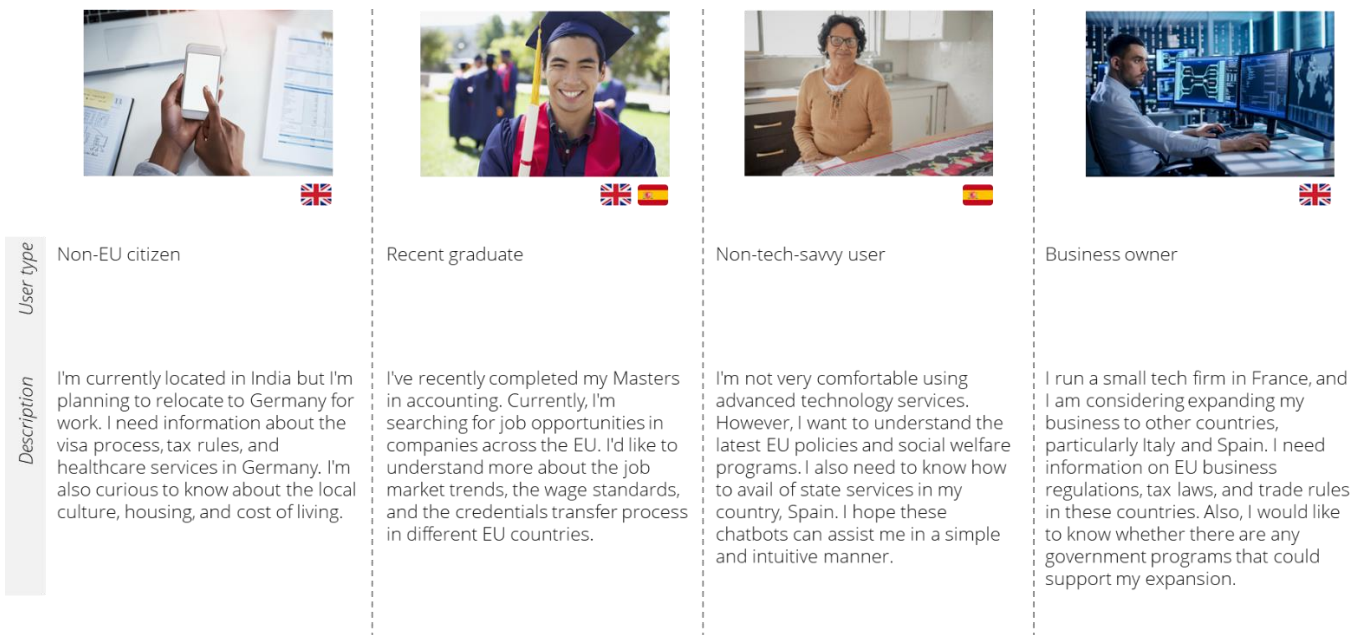 User type
Non-EU citizen
Recent graduate
Non-tech-savvy user
Business owner
Description
I'm currently located in India but I'm
planning to relocate to Germany for
work. I need information about the
visa process, tax rules, and
healthcare services in Germany. I'm
also curious to know about the local
culture, housing, and cost of living.
I've recently completed my Masters
in accounting. Currently, I'm
searching for job opportunities in
companies across the EU. I'd like to
understand more about the job
market trends, the wage standards,
and the credentials transfer process
in different EU countries.
I'm not very comfortable using
advanced technology services.
However, I want to understand the
latest EU policies and social welfare
programs. I also need to know how
to avail of state services in my
country, Spain. I hope these
chatbots can assist me in a simple
and intuitive manner.
I run a small tech firm in France, and
I am considering expanding my
business to other countries,
particularly Italy and Spain. I need
information on EU business
regulations, tax laws, and trade rules
in these countries. Also, I would like
to know whether there are any
government programs that could
support my expansion.